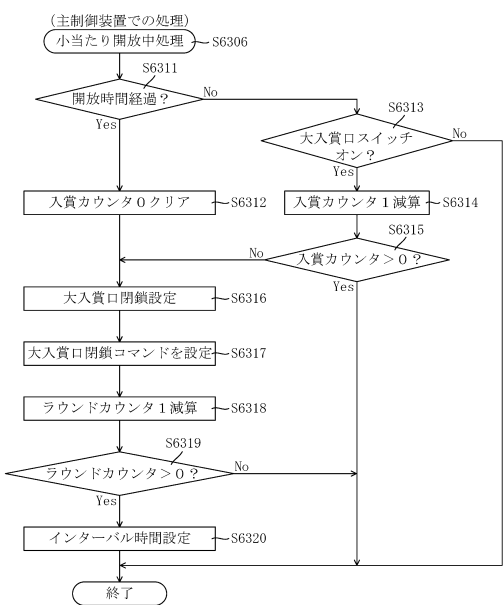 (主制御装置での処理)
小当たり開放中処理
S6306
S6311
開放時間経過?
No
Yes
S6313
大入賞口スイッチ
オン?
No
Yes
入賞カウンタ0クリア
S6312
入賞カウンタ1減算
S6314
S6315
入賞カウンタ>0?
No
Yes
大入賞口閉鎖設定
S6316
大入賞口閉鎖コマンドを設定
S6317
ラウンドカウンタ1減算
S6318
S6319
ラウンドカウンタ>0?
No
Yes
インターバル時間設定
S6320
終了